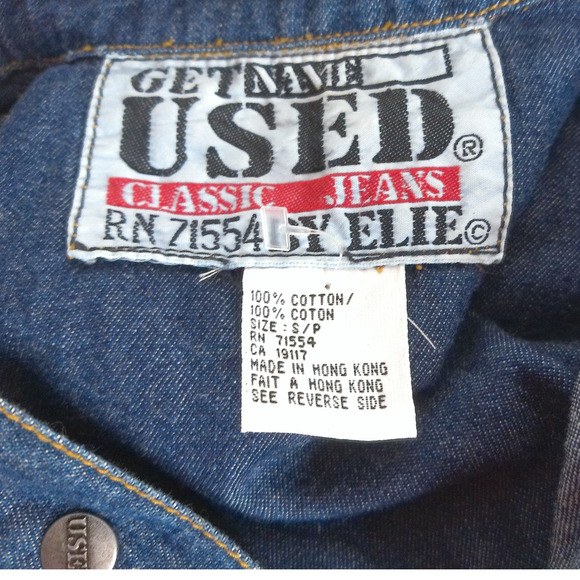 GET NAME
USED®
CLASSIC JEANS
RN 71554 BY ELIE©
100% COTTON/
100% COTON
SIZE : S/P
RN 71554
CA 19117
MADE IN HONG KONG
FAIT A HONG KONG
SEE REVERSE SIDE
USED